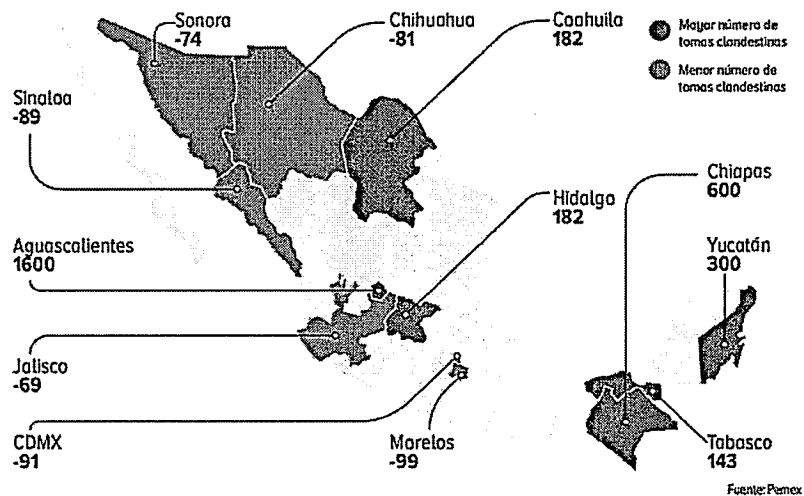 Sonora
-74
Chihuahua
-81
Coahuila
182
Mayor número de
tomas clandestinas
Menor número de
tomas clandestinas
Sinaloa
-89
Chiapas
600
Hidalgo
182
Yucatán
300
Aguascalientes
1600
Jalisco
-69
CDMX
-91
Morelos
-99
Tabasco
143
Fuente: Pemex